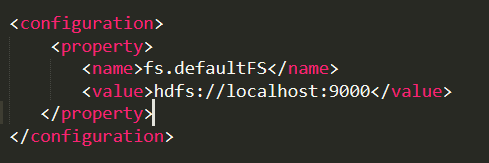 <configuration>
<property>
<name>fs.defaultFS</name>
<value>hdfs://localhost:9000</value>
</property>
</configuration>